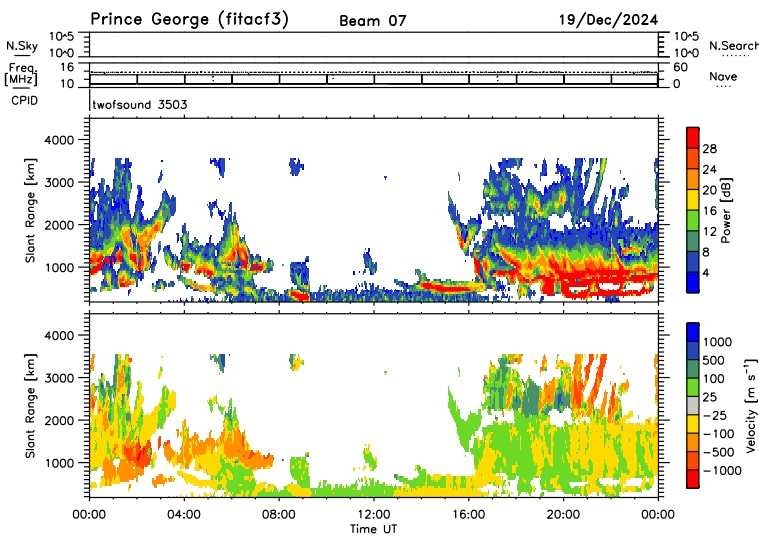 Prince George (fitacf3) Beam 07 19/Dec/2024
10^5 10^5
N.Sky N.Search
10^0 10^0
Freq. 16 60
[MHz] Nave
10 0
CPID twofsound 3503
4000
3000
2000
1000
Slant Range [km]
28
24
20
16
12
8
4
Power [dB]
4000
3000
2000
1000
Slant Range [km]
1000
500
100
25
−25
−100
−500
−1000
Velocity [m s⁻¹]
00:00 04:00 08:00 12:00 16:00 20:00 00:00
Time UT